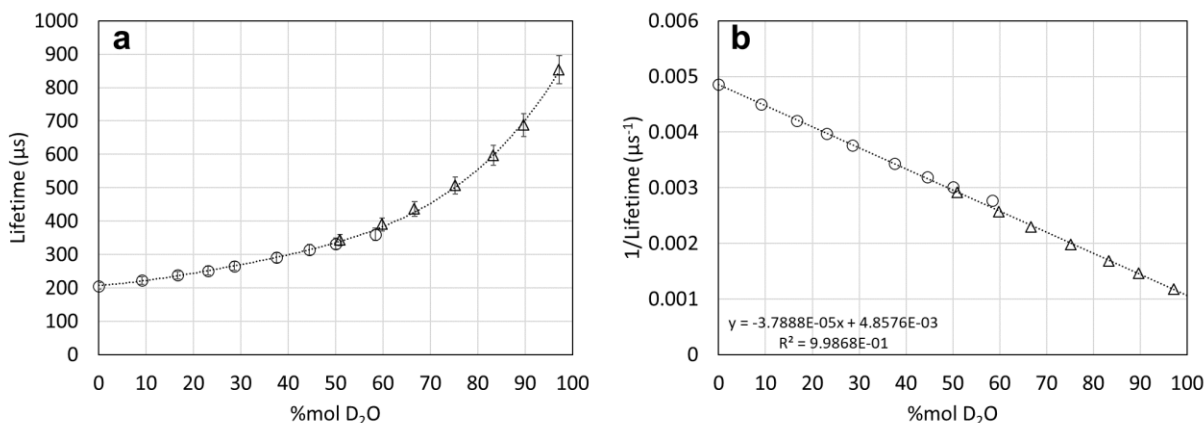 a
Lifetime (µs)
1000
900
800
700
600
500
400
300
200
100
0
0 10 20 30 40 50 60 70 80 90 100
%mol D₂O
b
1/Lifetime (µs⁻¹)
0.006
0.005
0.004
0.003
0.002
0.001
0
y = -3.7888E-05x + 4.8576E-03
R² = 9.9868E-01
0 10 20 30 40 50 60 70 80 90 100
%mol D₂O